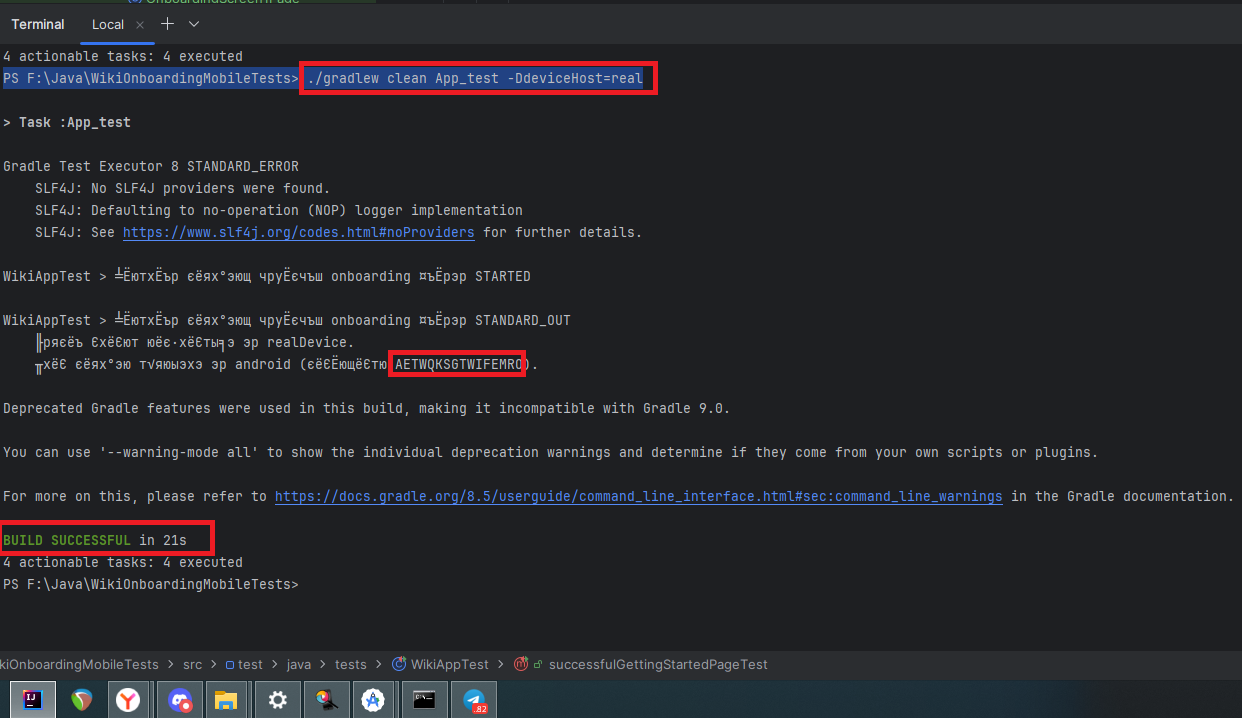 OnboardingScreen1Page
Terminal Local × + ∨
4 actionable tasks: 4 executed
PS F:\Java\WikiOnboardingMobileTests> ./gradlew clean App_test -DdeviceHost=real
> Task :App_test
Gradle Test Executor 8 STANDARD_ERROR
SLF4J: No SLF4J providers were found.
SLF4J: Defaulting to no-operation (NOP) logger implementation
SLF4J: See https://www.slf4j.org/codes.html#noProviders for further details.
WikiAppTest > ╧ЁютхЁър єёях°эющ чруЁєчъш onboarding ¤ъЁрэр STARTED
WikiAppTest > ╧ЁютхЁър єёях°эющ чруЁєчъш onboarding ¤ъЁрэр STANDARD_OUT
╟ряєёъ ЄхёЄют юёє∙хёЄты╕э эр realDevice.
╥хёЄ єёях°эю т√яюыэхэ эр android (єёЄЁющёЄтю AETWQKSGTWIFEMRO).
Deprecated Gradle features were used in this build, making it incompatible with Gradle 9.0.
You can use '--warning-mode all' to show the individual deprecation warnings and determine if they come from your own scripts or plugins.
For more on this, please refer to https://docs.gradle.org/8.5/userguide/command_line_interface.html#sec:command_line_warnings in the Gradle documentation.
BUILD SUCCESSFUL in 21s
4 actionable tasks: 4 executed
PS F:\Java\WikiOnboardingMobileTests>
kiOnboardingMobileTests > src > test > java > tests > WikiAppTest > successfulGettingStartedPageTest
82